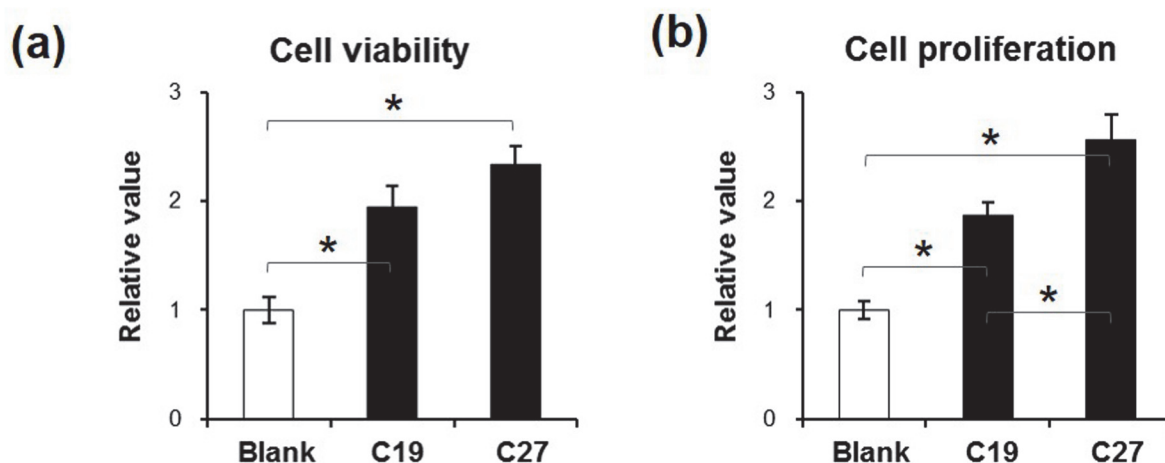 (a)
Cell viability
Relative value
3
2
1
0
*
*
Blank C19 C27
(b)
Cell proliferation
Relative value
3
2
1
0
*
*
*
Blank C19 C27